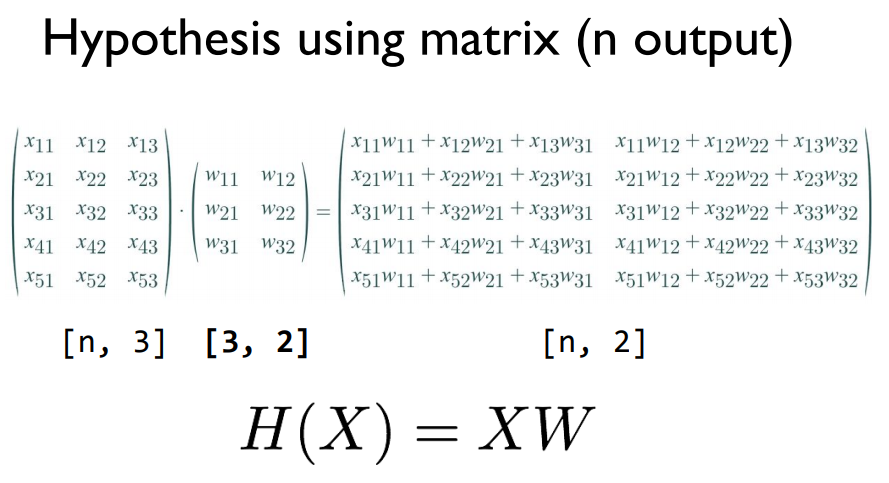 Hypothesis using matrix (n output)
x11 x12 x13 x11w11 + x12w21 + x13w31 x11w12 + x12w22 + x13w32
x21 x22 x23 w11 w12 x21w11 + x22w21 + x23w31 x21w12 + x22w22 + x23w32
x31 x32 x33 · w21 w22 = x31w11 + x32w21 + x33w31 x31w12 + x32w22 + x33w32
x41 x42 x43 w31 w32 x41w11 + x42w21 + x43w31 x41w12 + x42w22 + x43w32
x51 x52 x53 x51w11 + x52w21 + x53w31 x51w12 + x52w22 + x53w32
[n, 3] [3, 2] [n, 2]
H(X) = XW